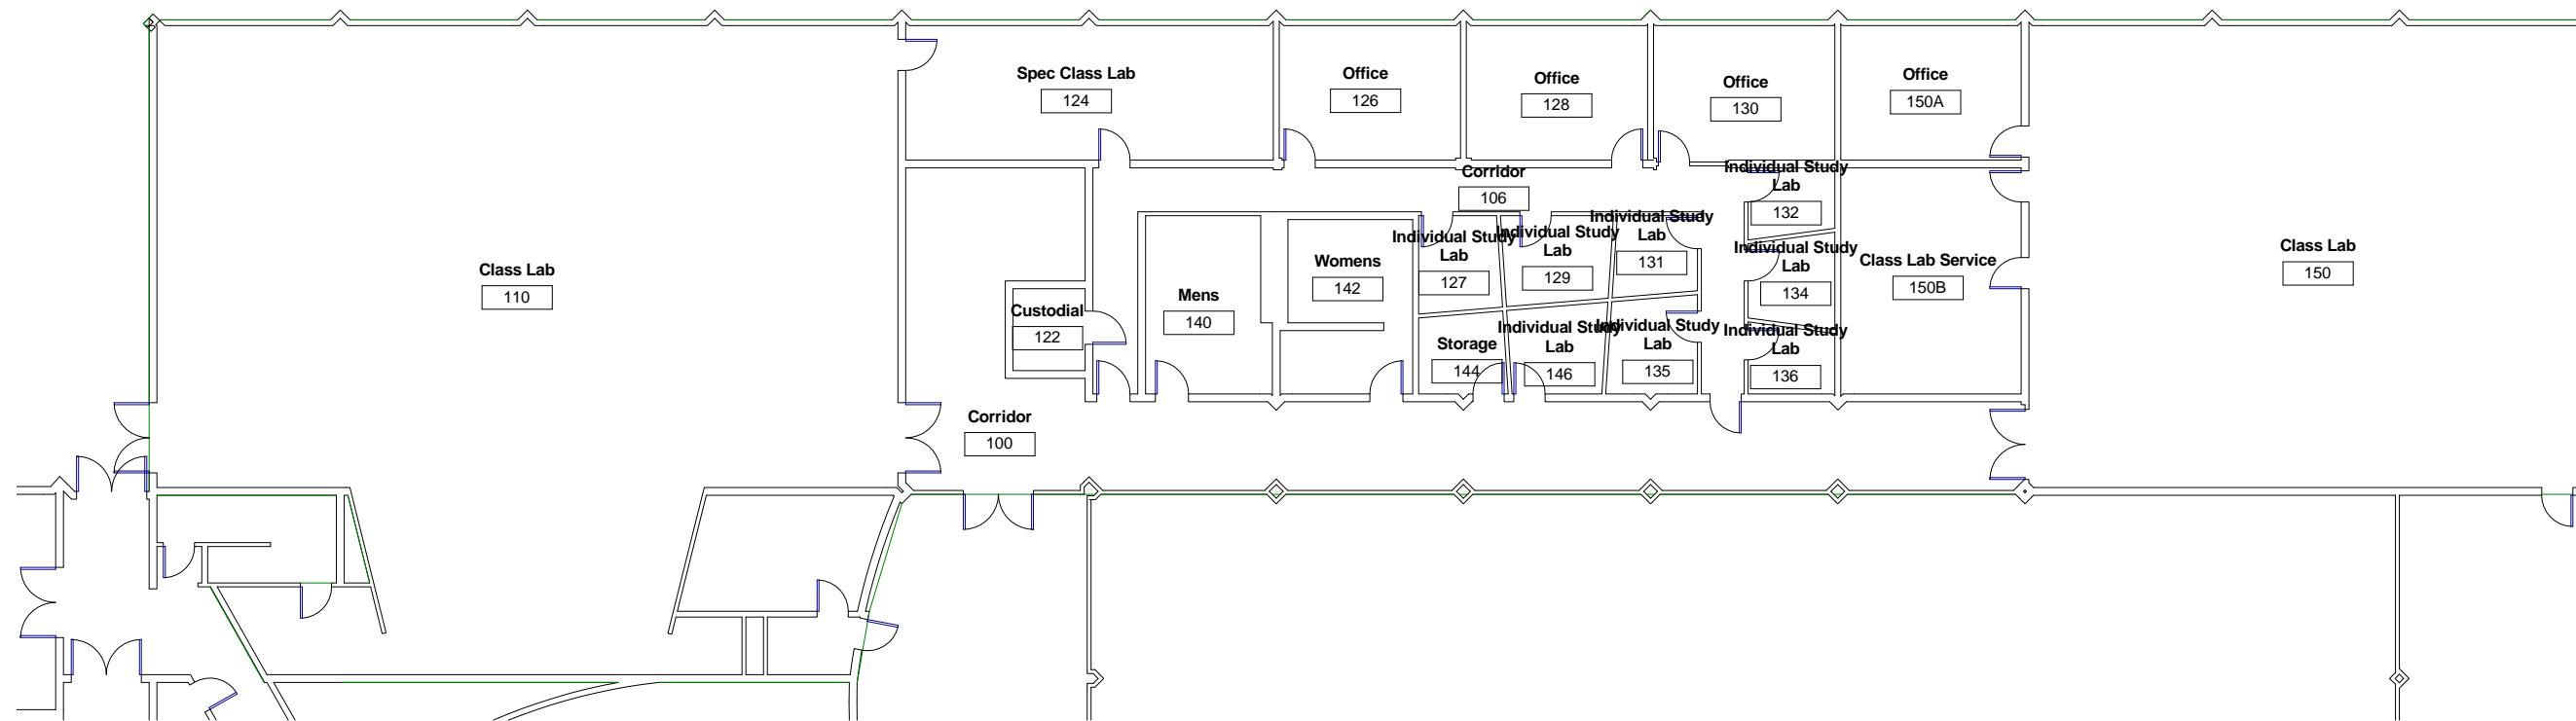 Spec Class Lab
124
Office
126
Office
128
Office
130
Office
150A
Corridor
106
Individual Study
Lab
132
Individual Study
Lab
127
Individual Study
Lab
129
Individual Study
Lab
131
Individual Study
Lab
134
Class Lab Service
150B
Class Lab
150
Class Lab
110
Womens
142
Mens
140
Custodial
122
Storage
144
Individual Study
Lab
146
Individual Study
Lab
135
Individual Study
Lab
136
Corridor
100